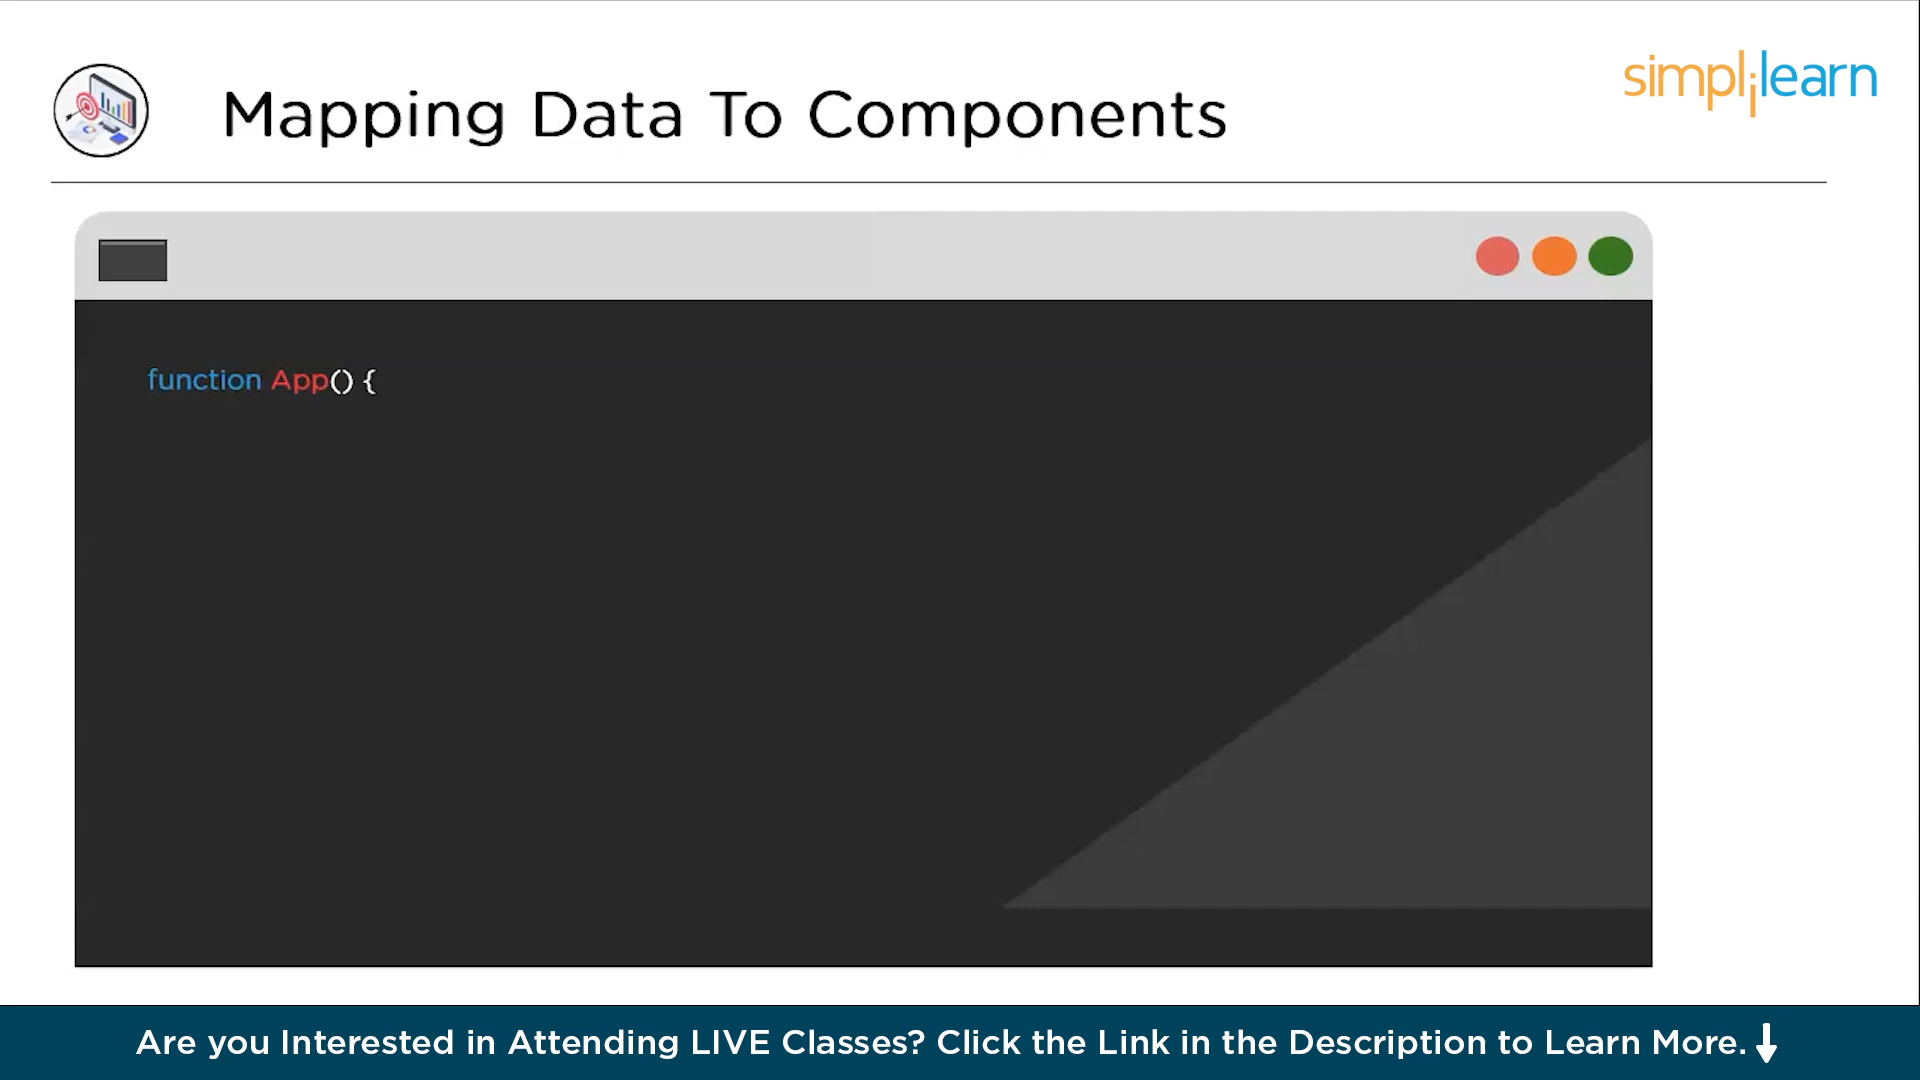 Mapping Data To Components
simplilearn
function App() {
Are you Interested in Attending LIVE Classes? Click the Link in the Description to Learn More.